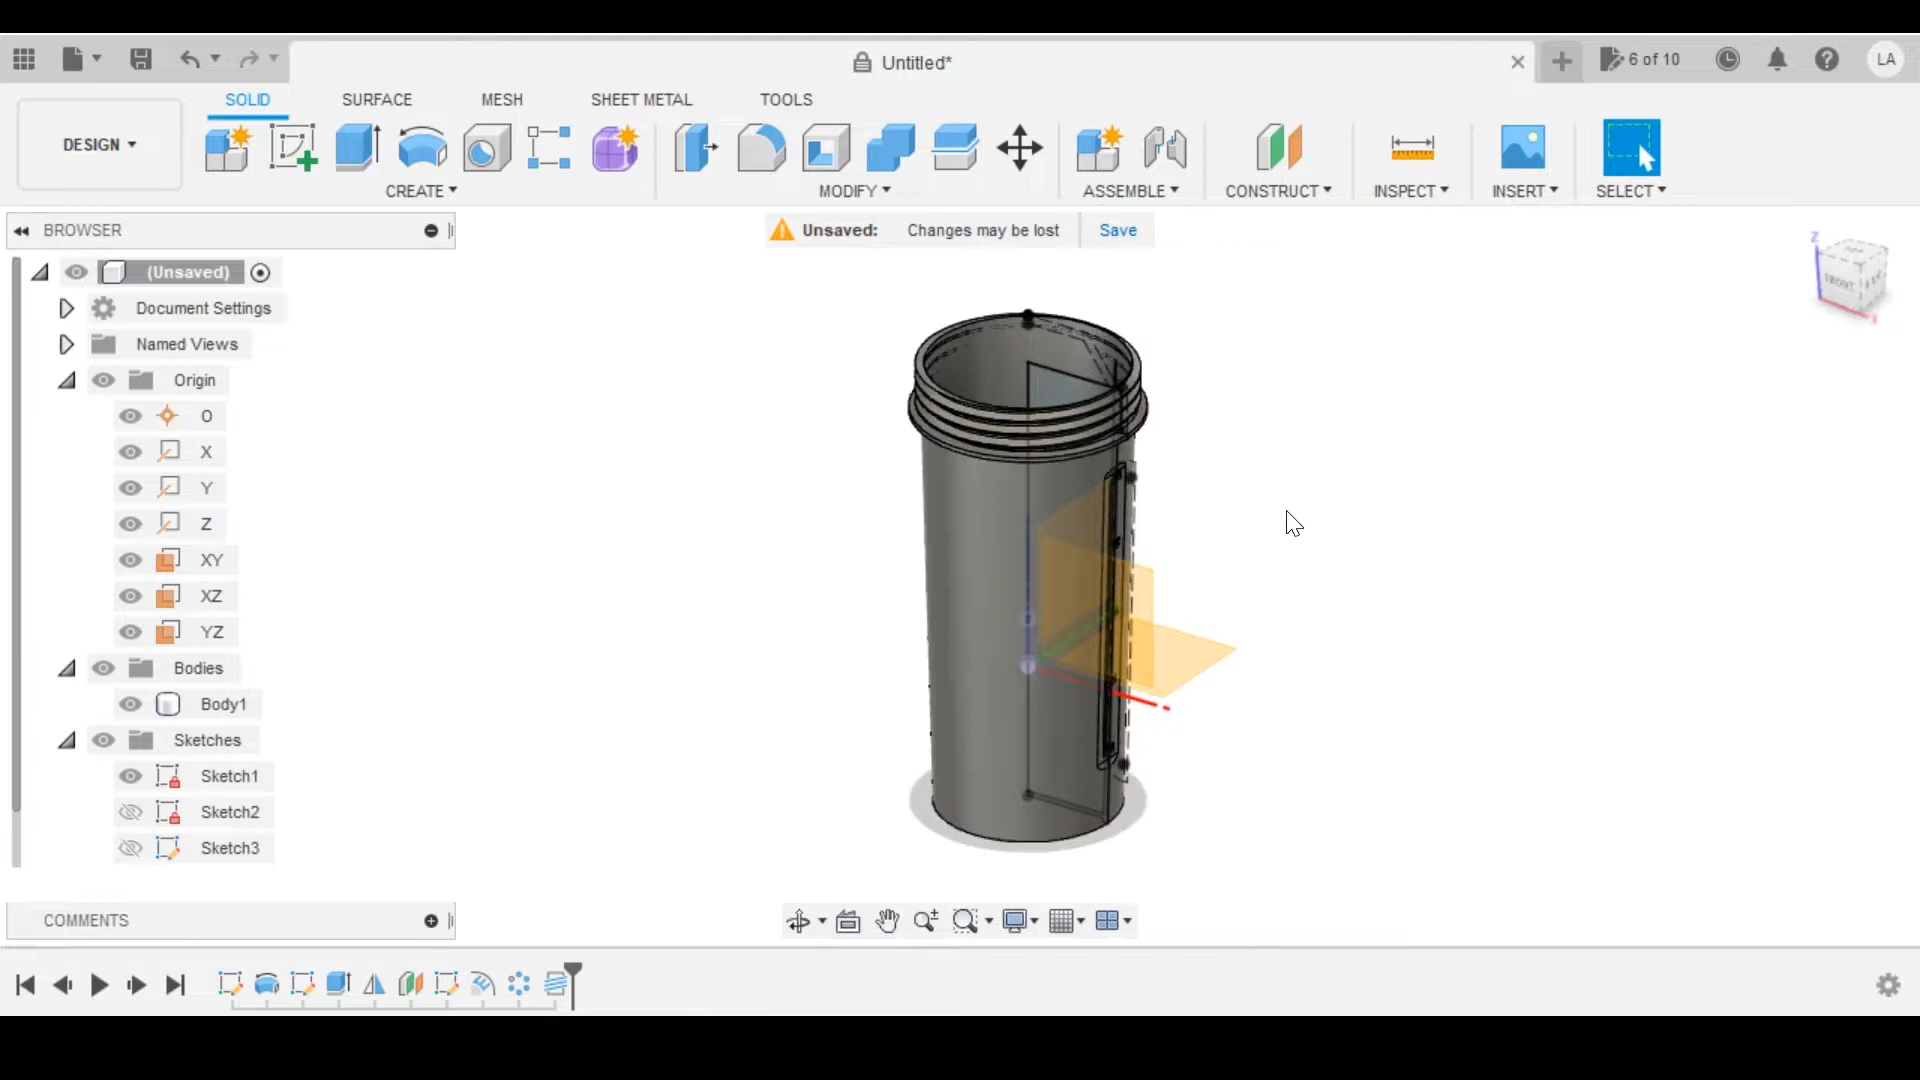 Untitled*
6 of 10
LA
SOLID
SURFACE
MESH
SHEET METAL
TOOLS
DESIGN
CREATE
MODIFY
ASSEMBLE
CONSTRUCT
INSPECT
INSERT
SELECT
BROWSER
Unsaved: Changes may be lost Save
(Unsaved)
Document Settings
Named Views
Origin
O
X
Y
Z
XY
XZ
YZ
Bodies
Body1
Sketches
Sketch1
Sketch2
Sketch3
Z
TOP
FRONT
X
COMMENTS